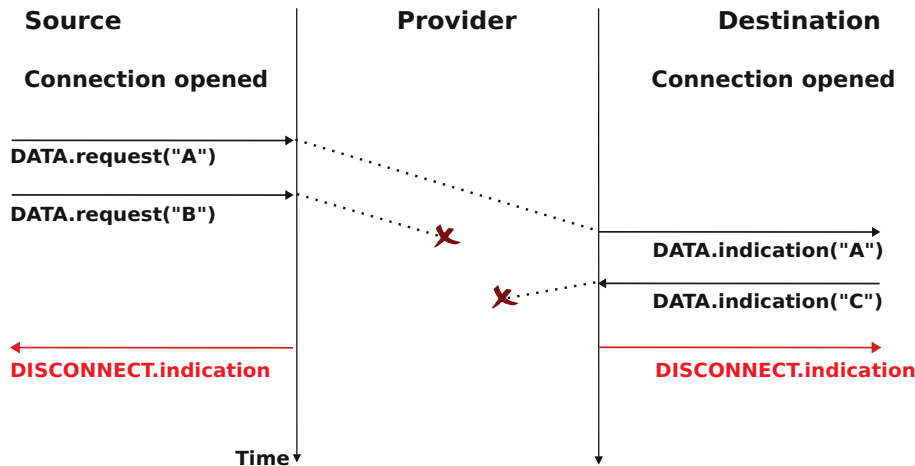 Source Provider Destination
Connection opened Connection opened
DATA.request("A")
DATA.request("B")
DATA.indication("A")
DATA.indication("C")
DISCONNECT.indication DISCONNECT.indication
Time